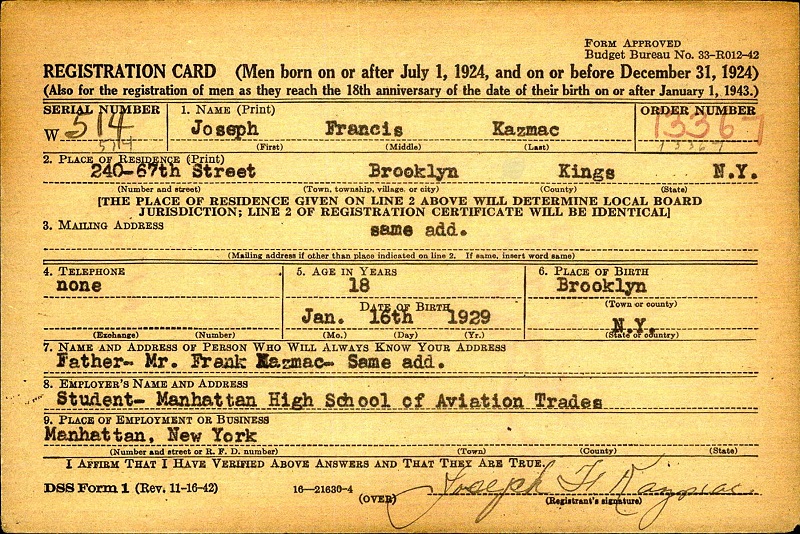 FORM APPROVED
Budget Bureau No. 33-R012-42
REGISTRATION CARD (Men born on or after July 1, 1924, and on or before December 31, 1924)
(Also for the registration of men as they reach the 18th anniversary of the date of their birth on or after January 1, 1943.)
SERIAL NUMBER
W 514
514
1. NAME (Print)
Joseph Francis Kazmac
(First) (Middle) (Last)
ORDER NUMBER
13367
13367
2. PLACE OF RESIDENCE (Print)
240-67th Street Brooklyn Kings N.Y.
(Number and street) (Town, township, village, or city) (County) (State)
[THE PLACE OF RESIDENCE GIVEN ON LINE 2 ABOVE WILL DETERMINE LOCAL BOARD
JURISDICTION; LINE 2 OF REGISTRATION CERTIFICATE WILL BE IDENTICAL]
3. MAILING ADDRESS
same add.
(Mailing address if other than place indicated on line 2. If same, insert word same)
4. TELEPHONE
none
(Exchange) (Number)
5. AGE IN YEARS
18
DATE OF BIRTH
Jan. 16th 1929
(Mo.) (Day) (Yr.)
6. PLACE OF BIRTH
Brooklyn
(Town or county)
N.Y.
(State or country)
7. NAME AND ADDRESS OF PERSON WHO WILL ALWAYS KNOW YOUR ADDRESS
Father- Mr. Frank Kazmac- Same add.
8. EMPLOYER'S NAME AND ADDRESS
Student- Manhattan High School of Aviation Trades
9. PLACE OF EMPLOYMENT OR BUSINESS
Manhattan, New York
(Number and street or R. F. D. number) (Town) (County) (State)
I AFFIRM THAT I HAVE VERIFIED ABOVE ANSWERS AND THAT THEY ARE TRUE.
DSS Form 1 (Rev. 11-16-42) 16—21630-4 (OVER)
Joseph F Kazmac
(Registrant's signature)